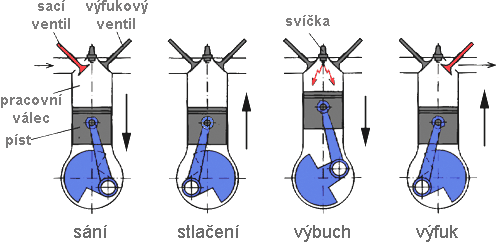 sací
ventil
výfukový
ventil
svíčka
pracovní
válec
píst
sání
stlačení
výbuch
výfuk